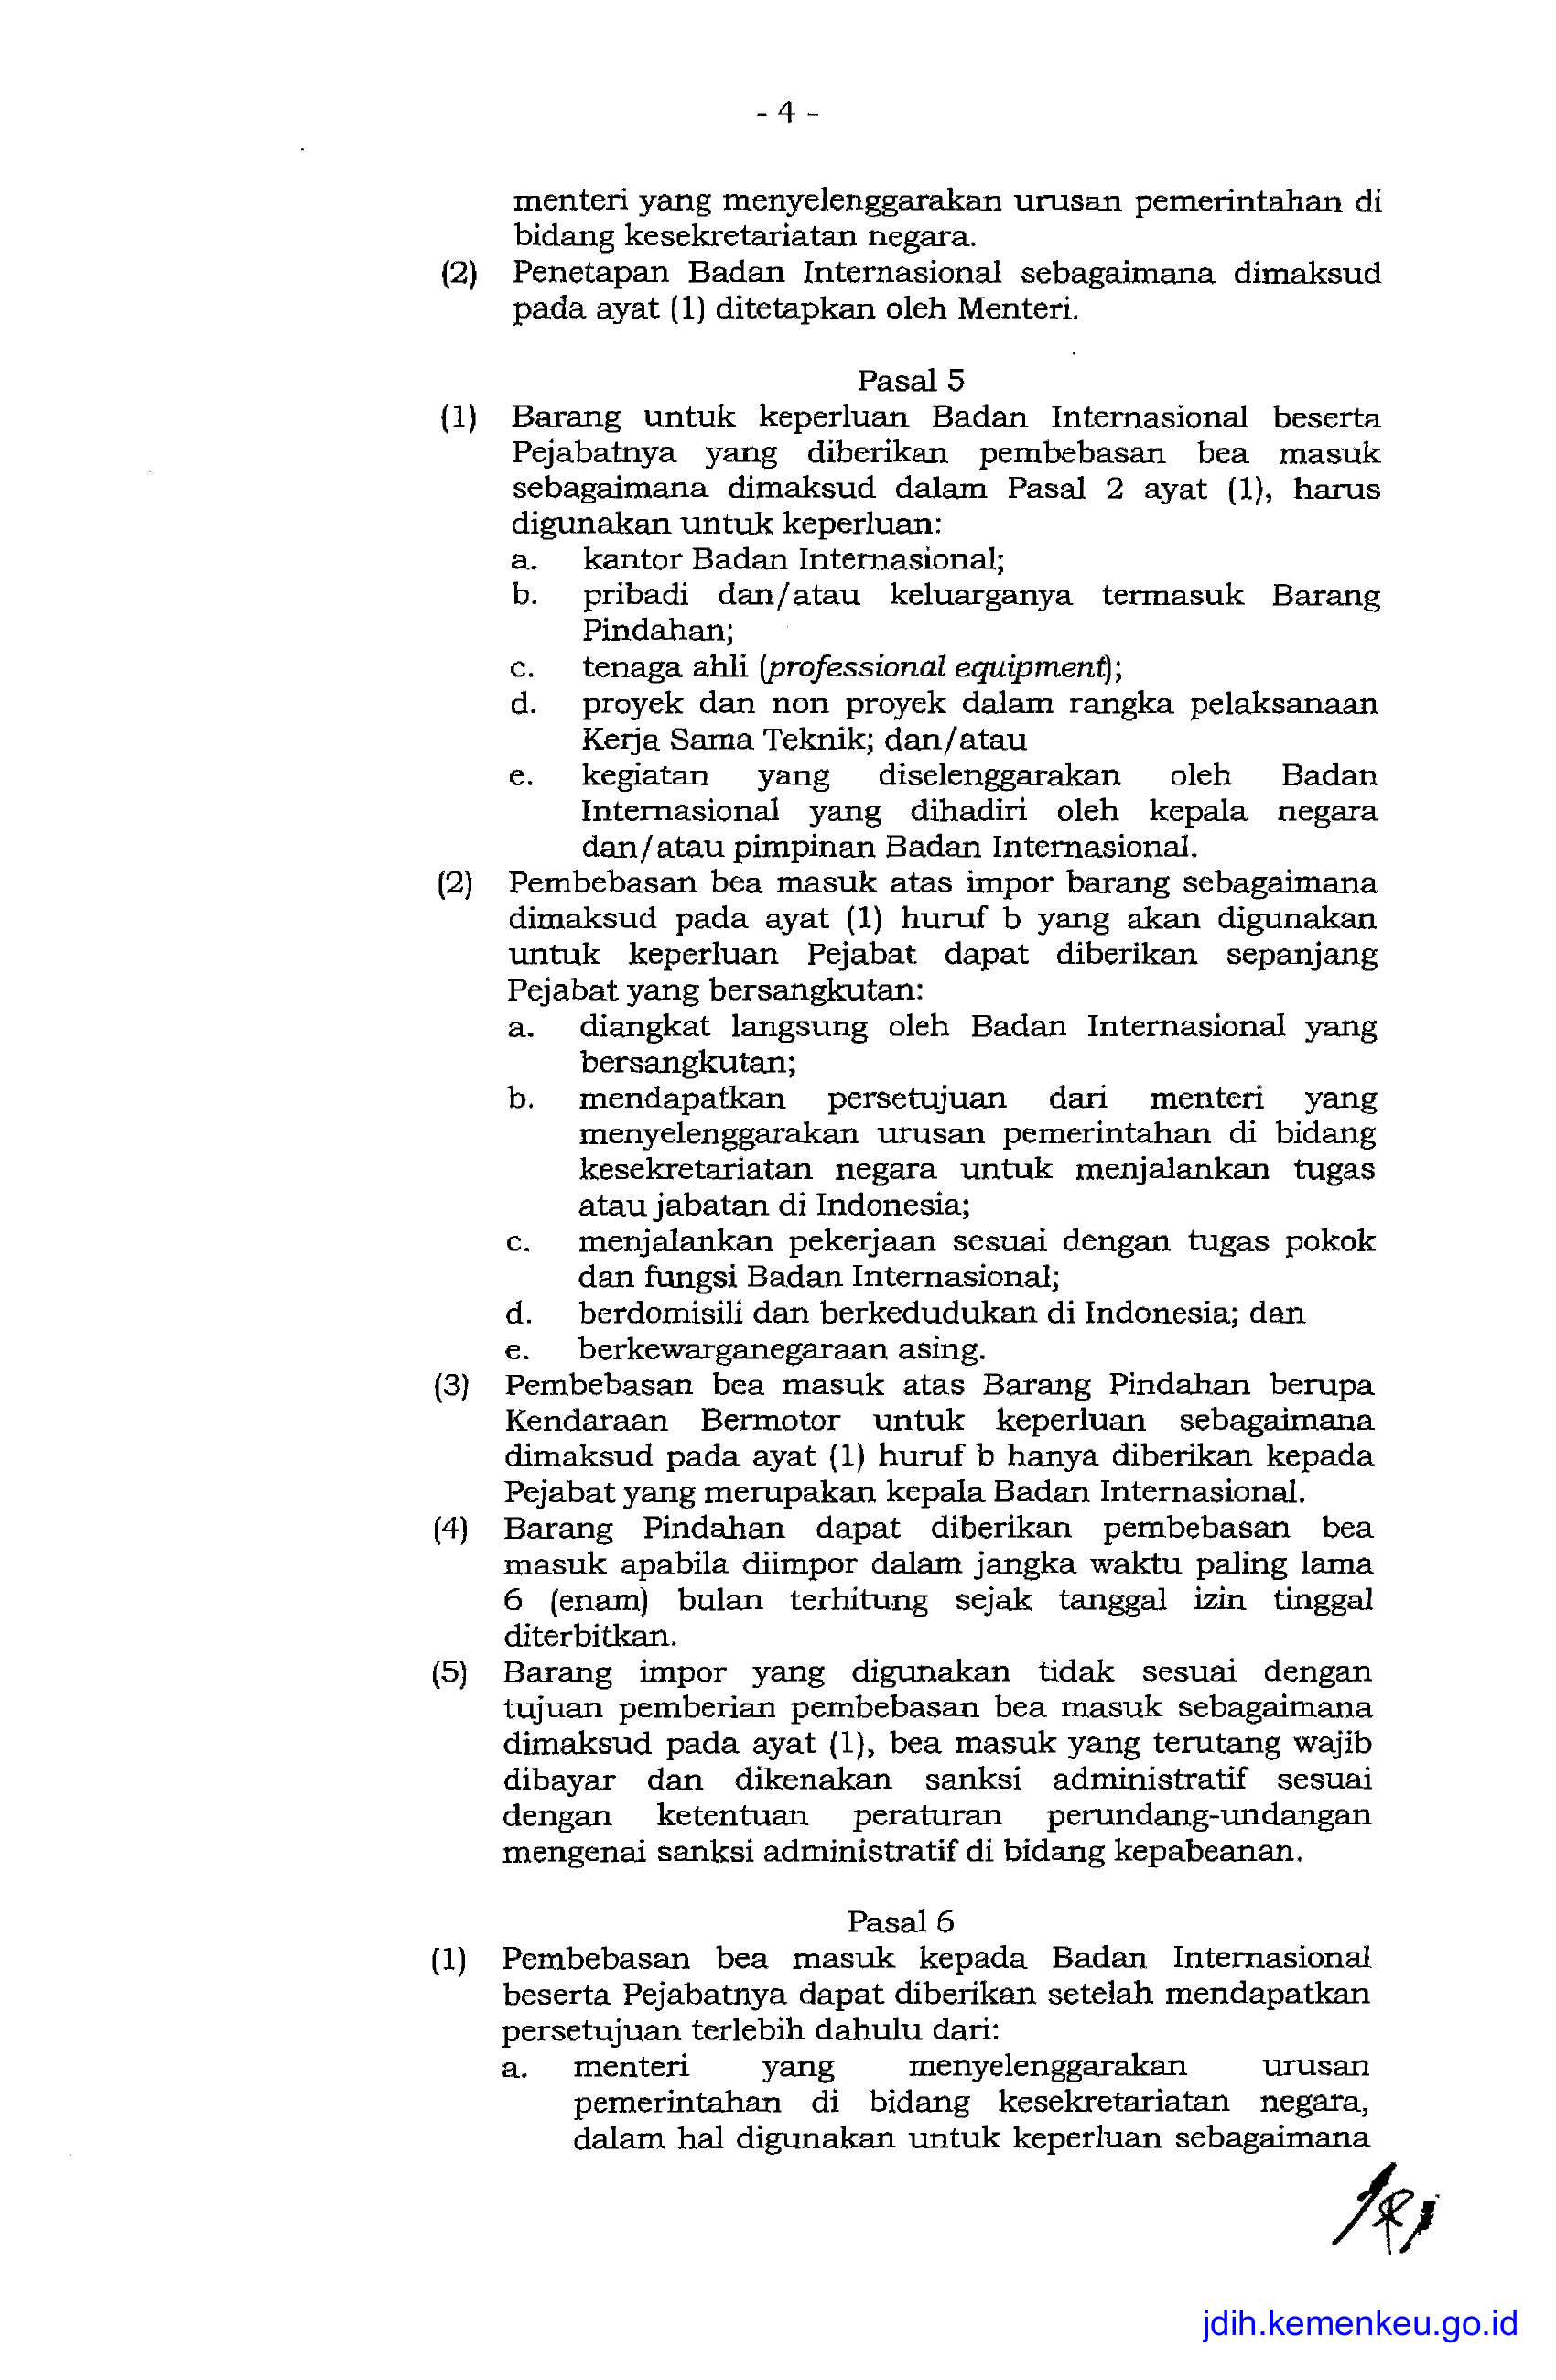 - 4 -
menteri yang menyelenggarakan urusan pemerintahan di
bidang kesekretariatan negara.
(2) Penetapan Badan Internasional sebagaimana dimaksud
pada ayat (1) ditetapkan oleh Menteri.
Pasal 5
(1) Barang untuk keperluan Badan Internasional beserta
Pejabatnya yang diberikan pembebasan bea masuk
sebagaimana dimaksud dalam Pasal 2 ayat (1), harus
digunakan untuk keperluan:
a. kantor Badan Internasional;
b. pribadi dan/atau keluarganya termasuk Barang
Pindahan;
c. tenaga ahli (professional equipment);
d. proyek dan non proyek dalam rangka pelaksanaan
Kerja Sama Teknik; dan/atau
e. kegiatan yang diselenggarakan oleh Badan
Internasional yang dihadiri oleh kepala negara
dan/atau pimpinan Badan Internasional.
(2) Pembebasan bea masuk atas impor barang sebagaimana
dimaksud pada ayat (1) huruf b yang akan digunakan
untuk keperluan Pejabat dapat diberikan sepanjang
Pejabat yang bersangkutan:
a. diangkat langsung oleh Badan Internasional yang
bersangkutan;
b. mendapatkan persetujuan dari menteri yang
menyelenggarakan urusan pemerintahan di bidang
kesekretariatan negara untuk menjalankan tugas
atau jabatan di Indonesia;
c. menjalankan pekerjaan sesuai dengan tugas pokok
dan fungsi Badan Internasional;
d. berdomisili dan berkedudukan di Indonesia; dan
e. berkewarganegaraan asing.
(3) Pembebasan bea masuk atas Barang Pindahan berupa
Kendaraan Bermotor untuk keperluan sebagaimana
dimaksud pada ayat (1) huruf b hanya diberikan kepada
Pejabat yang merupakan kepala Badan Internasional.
(4) Barang Pindahan dapat diberikan pembebasan bea
masuk apabila diimpor dalam jangka waktu paling lama
6 (enam) bulan terhitung sejak tanggal izin tinggal
diterbitkan.
(5) Barang impor yang digunakan tidak sesuai dengan
tujuan pemberian pembebasan bea masuk sebagaimana
dimaksud pada ayat (1), bea masuk yang terutang wajib
dibayar dan dikenakan sanksi administratif sesuai
dengan ketentuan peraturan perundang-undangan
mengenai sanksi administratif di bidang kepabeanan.
Pasal 6
(1) Pembebasan bea masuk kepada Badan Internasional
beserta Pejabatnya dapat diberikan setelah mendapatkan
persetujuan terlebih dahulu dari:
a. menteri yang menyelenggarakan urusan
pemerintahan di bidang kesekretariatan negara,
dalam hal digunakan untuk keperluan sebagaimana
jdih.kemenkeu.go.id